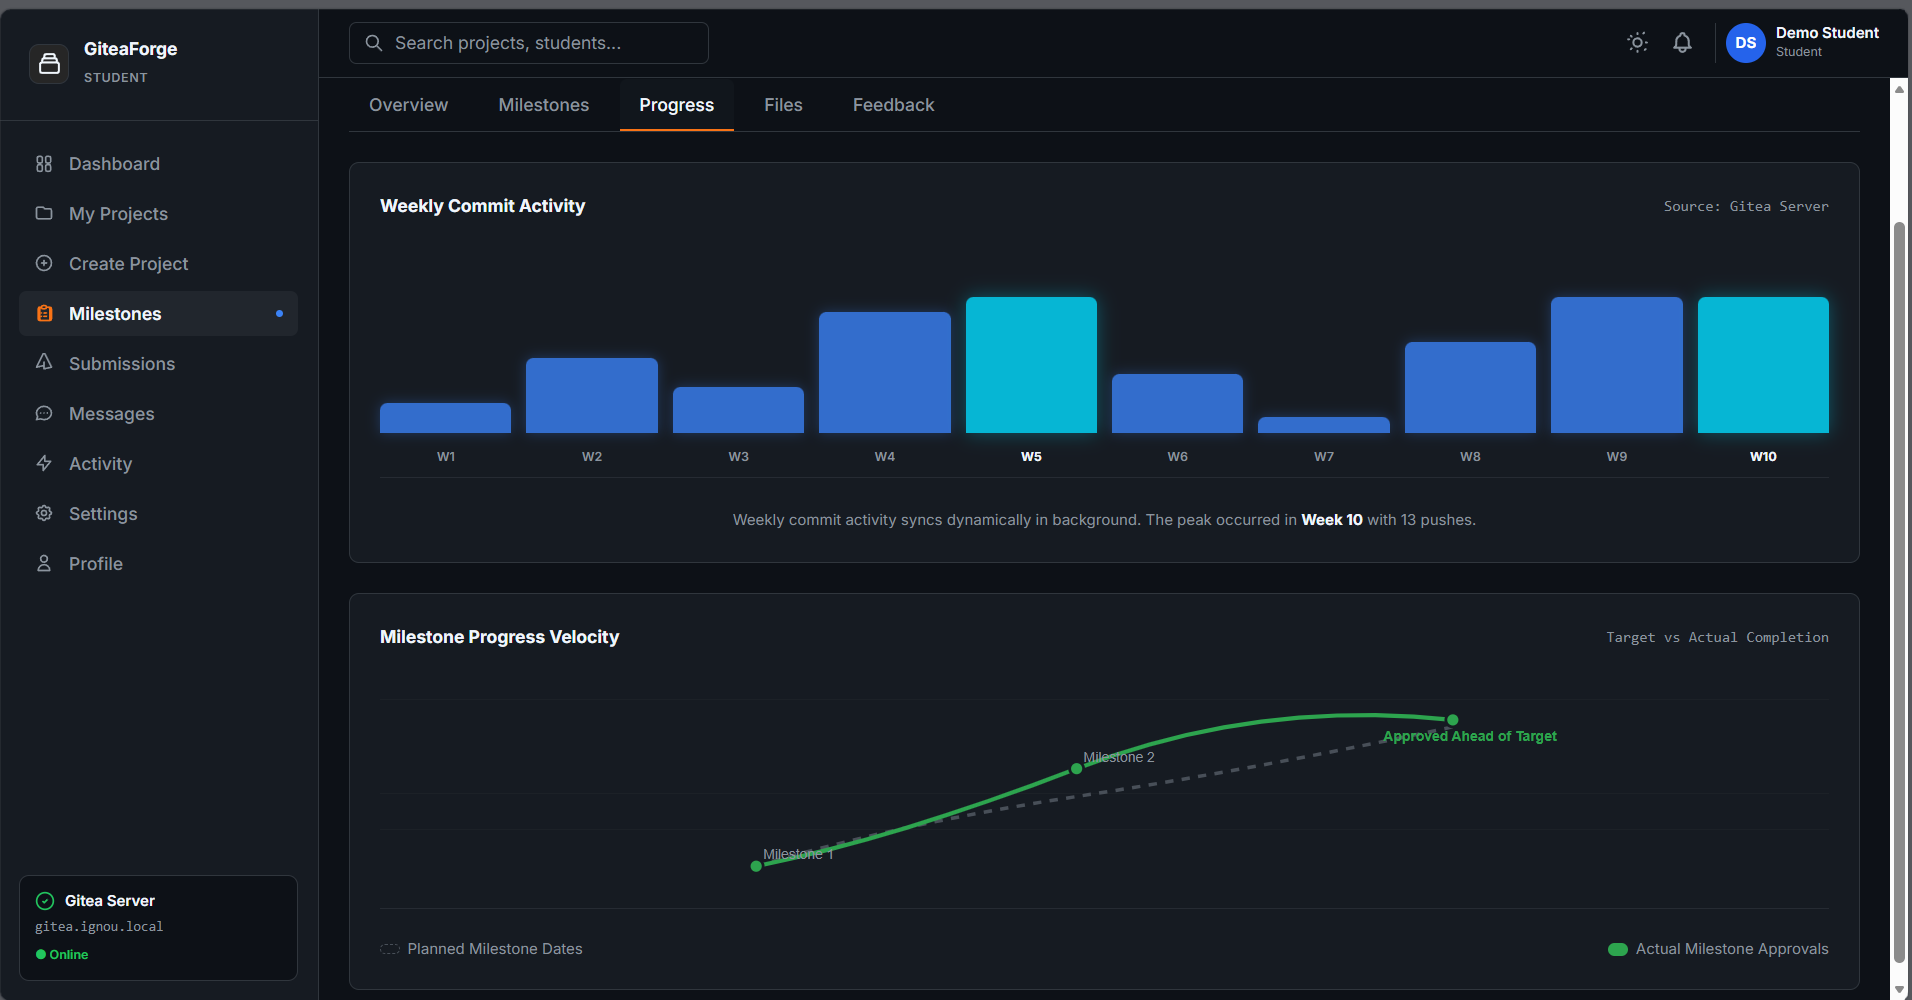 GiteaForge
STUDENT
Search projects, students...
DS
Demo Student
Student
Dashboard
My Projects
Create Project
Milestones
Submissions
Messages
Activity
Settings
Profile
Gitea Server
gitea.ignou.local
Online
Overview
Milestones
Progress
Files
Feedback
Weekly Commit Activity
Source: Gitea Server
W1
W2
W3
W4
W5
W6
W7
W8
W9
W10
Weekly commit activity syncs dynamically in background. The peak occurred in Week 10 with 13 pushes.
Milestone Progress Velocity
Target vs Actual Completion
Approved Ahead of Target
Milestone 2
Milestone 1
Planned Milestone Dates
Actual Milestone Approvals